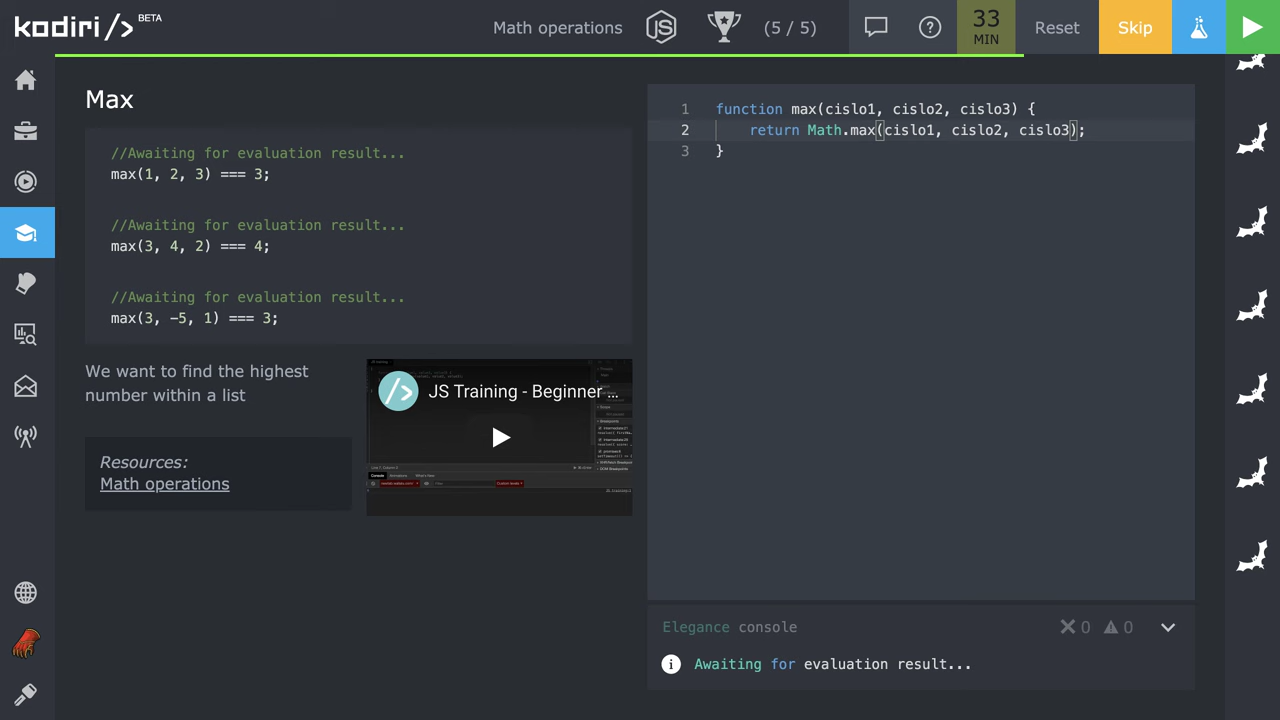 kodiri /> BETA
Math operations
(5 / 5)
33
MIN
Reset
Skip
Max
//Awaiting for evaluation result...
max(1, 2, 3) === 3;
//Awaiting for evaluation result...
max(3, 4, 2) === 4;
//Awaiting for evaluation result...
max(3, -5, 1) === 3;
We want to find the highest
number within a list
Resources:
Math operations
JS Training - Beginner ...
1 function max(cislo1, cislo2, cislo3) {
2 return Math.max(cislo1, cislo2, cislo3);
3 }
Elegance console
0 0
Awaiting for evaluation result...